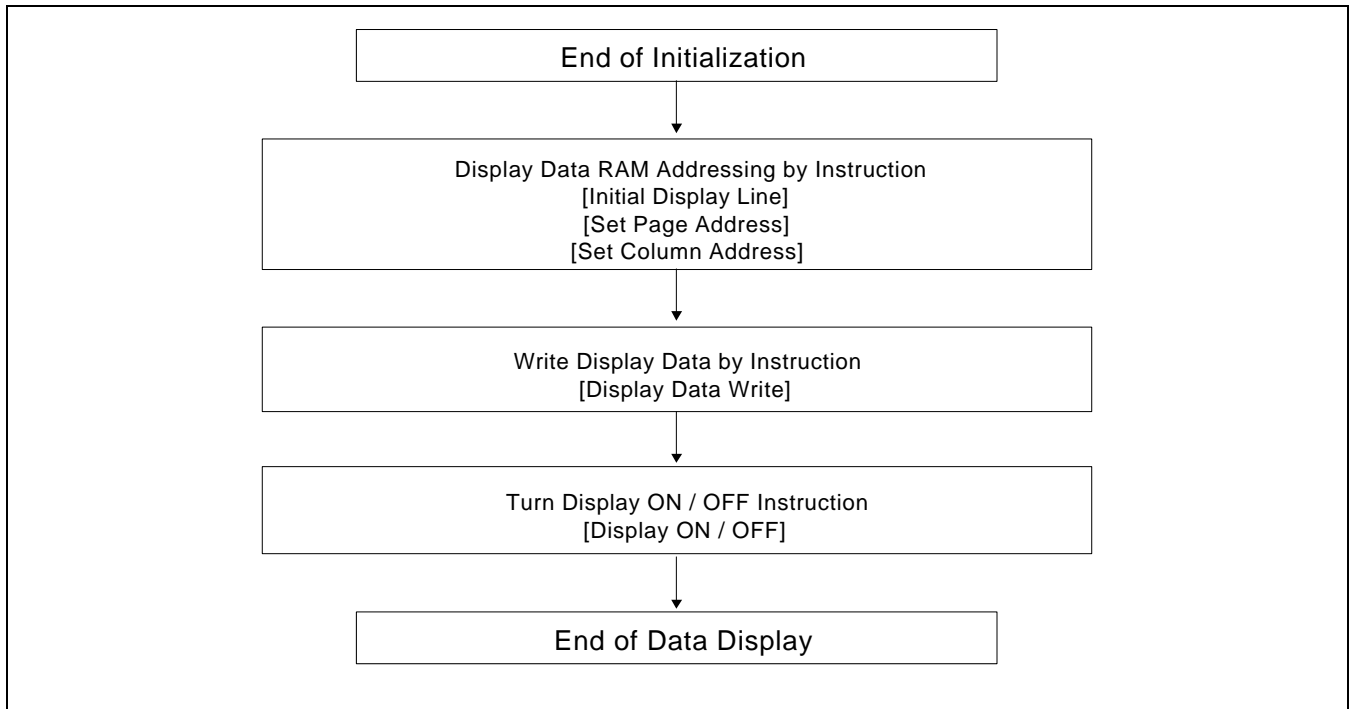 End of Initialization
Display Data RAM Addressing by Instruction
[Initial Display Line]
[Set Page Address]
[Set Column Address]
Write Display Data by Instruction
[Display Data Write]
Turn Display ON / OFF Instruction
[Display ON / OFF]
End of Data Display